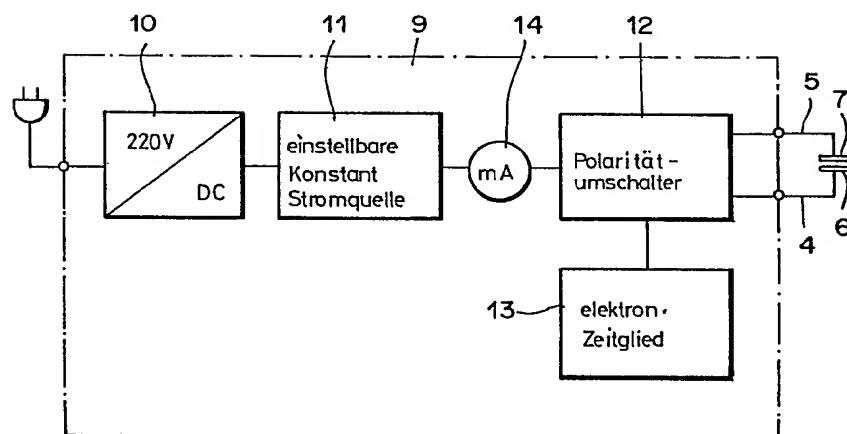 10
11
9
14
12
5
7
220V
DC
einstellbare
Konstant
Stromquelle
mA
Polarität-
umschalter
4
6
13
elektron.
Zeitglied